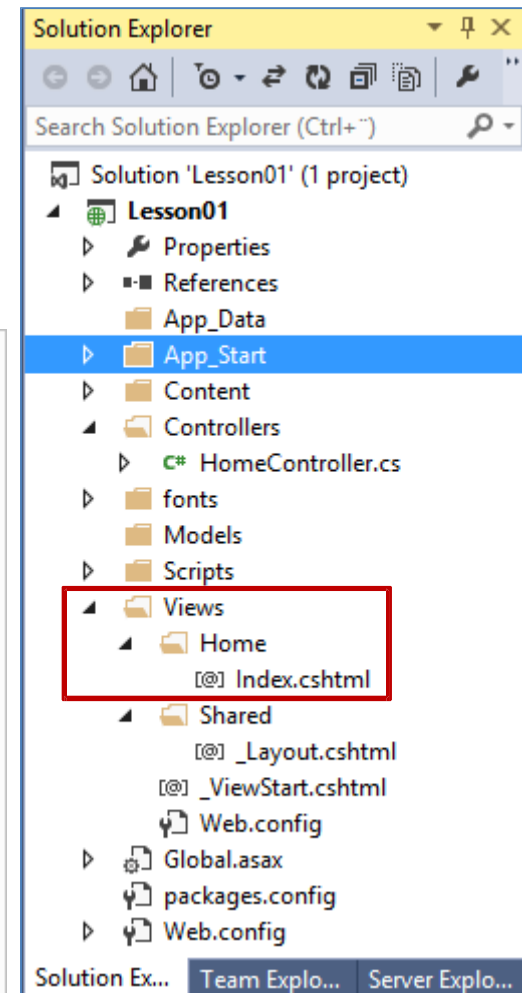 Solution Explorer
Search Solution Explorer (Ctrl+¨)
Solution 'Lesson01' (1 project)
Lesson01
Properties
References
App_Data
App_Start
Content
Controllers
C# HomeController.cs
fonts
Models
Scripts
Views
Home
[@] Index.cshtml
Shared
[@] _Layout.cshtml
[@] _ViewStart.cshtml
Web.config
Global.asax
packages.config
Web.config
Solution Ex... Team Explo... Server Explo...